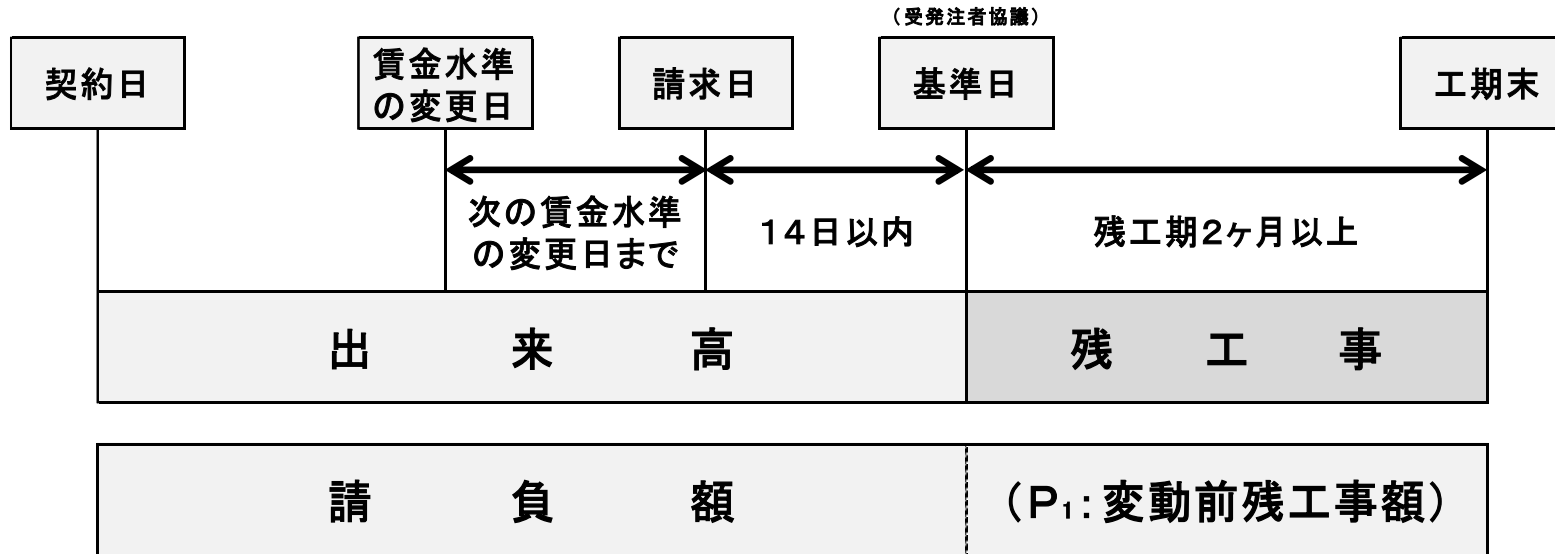 （受発注者協議）
契約日
賃金水準
の変更日
請求日
基準日
工期末
次の賃金水準
の変更日まで
14日以内
残工期2ヶ月以上
出来高
残工事
請負額
（P₁：変動前残工事額）